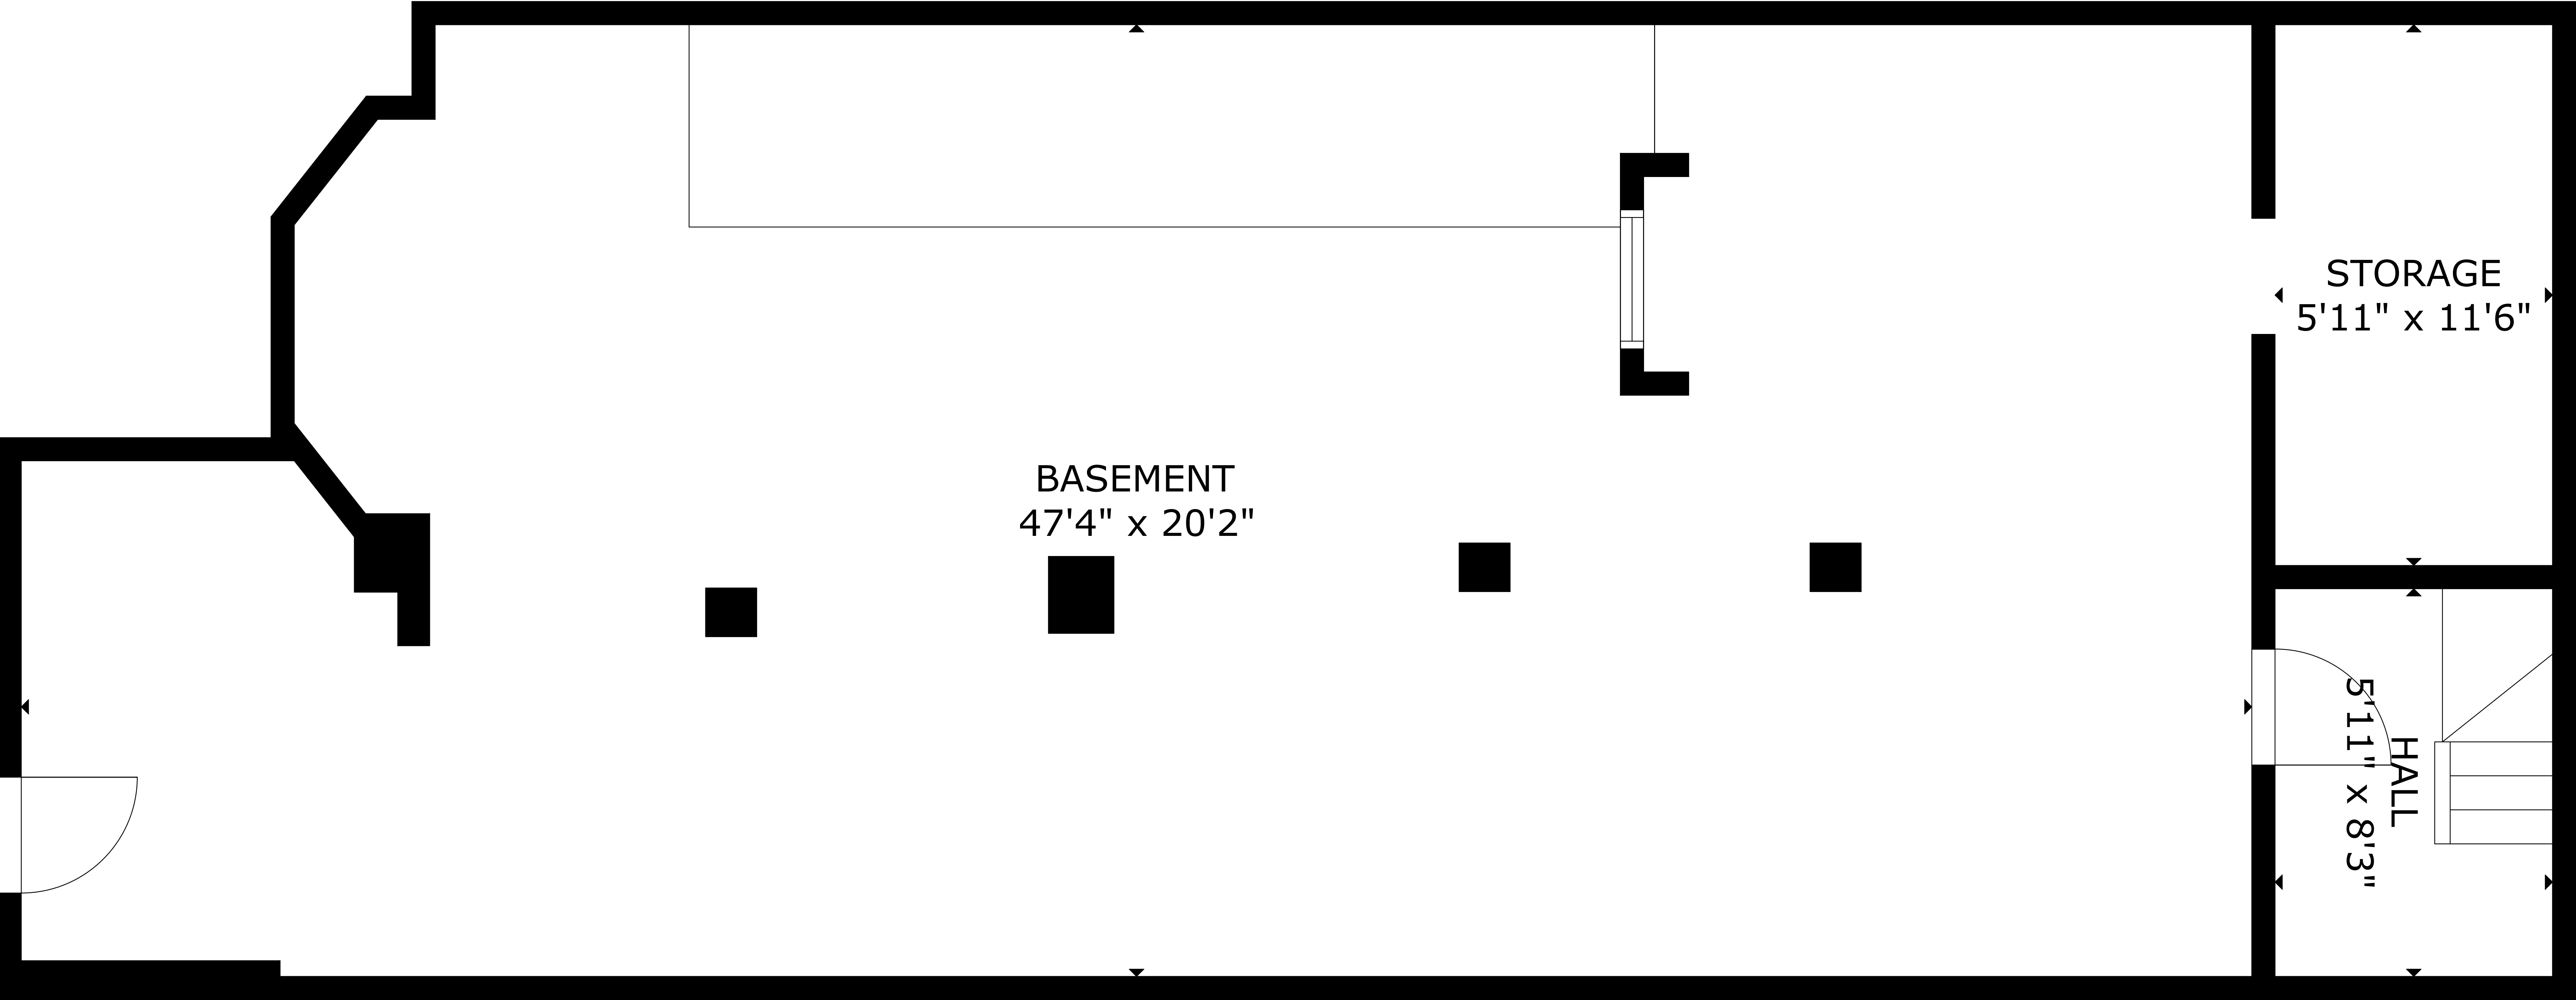 STORAGE
5'11" x 11'6"
BASEMENT
47'4" x 20'2"
HALL
5'11" x 8'3"